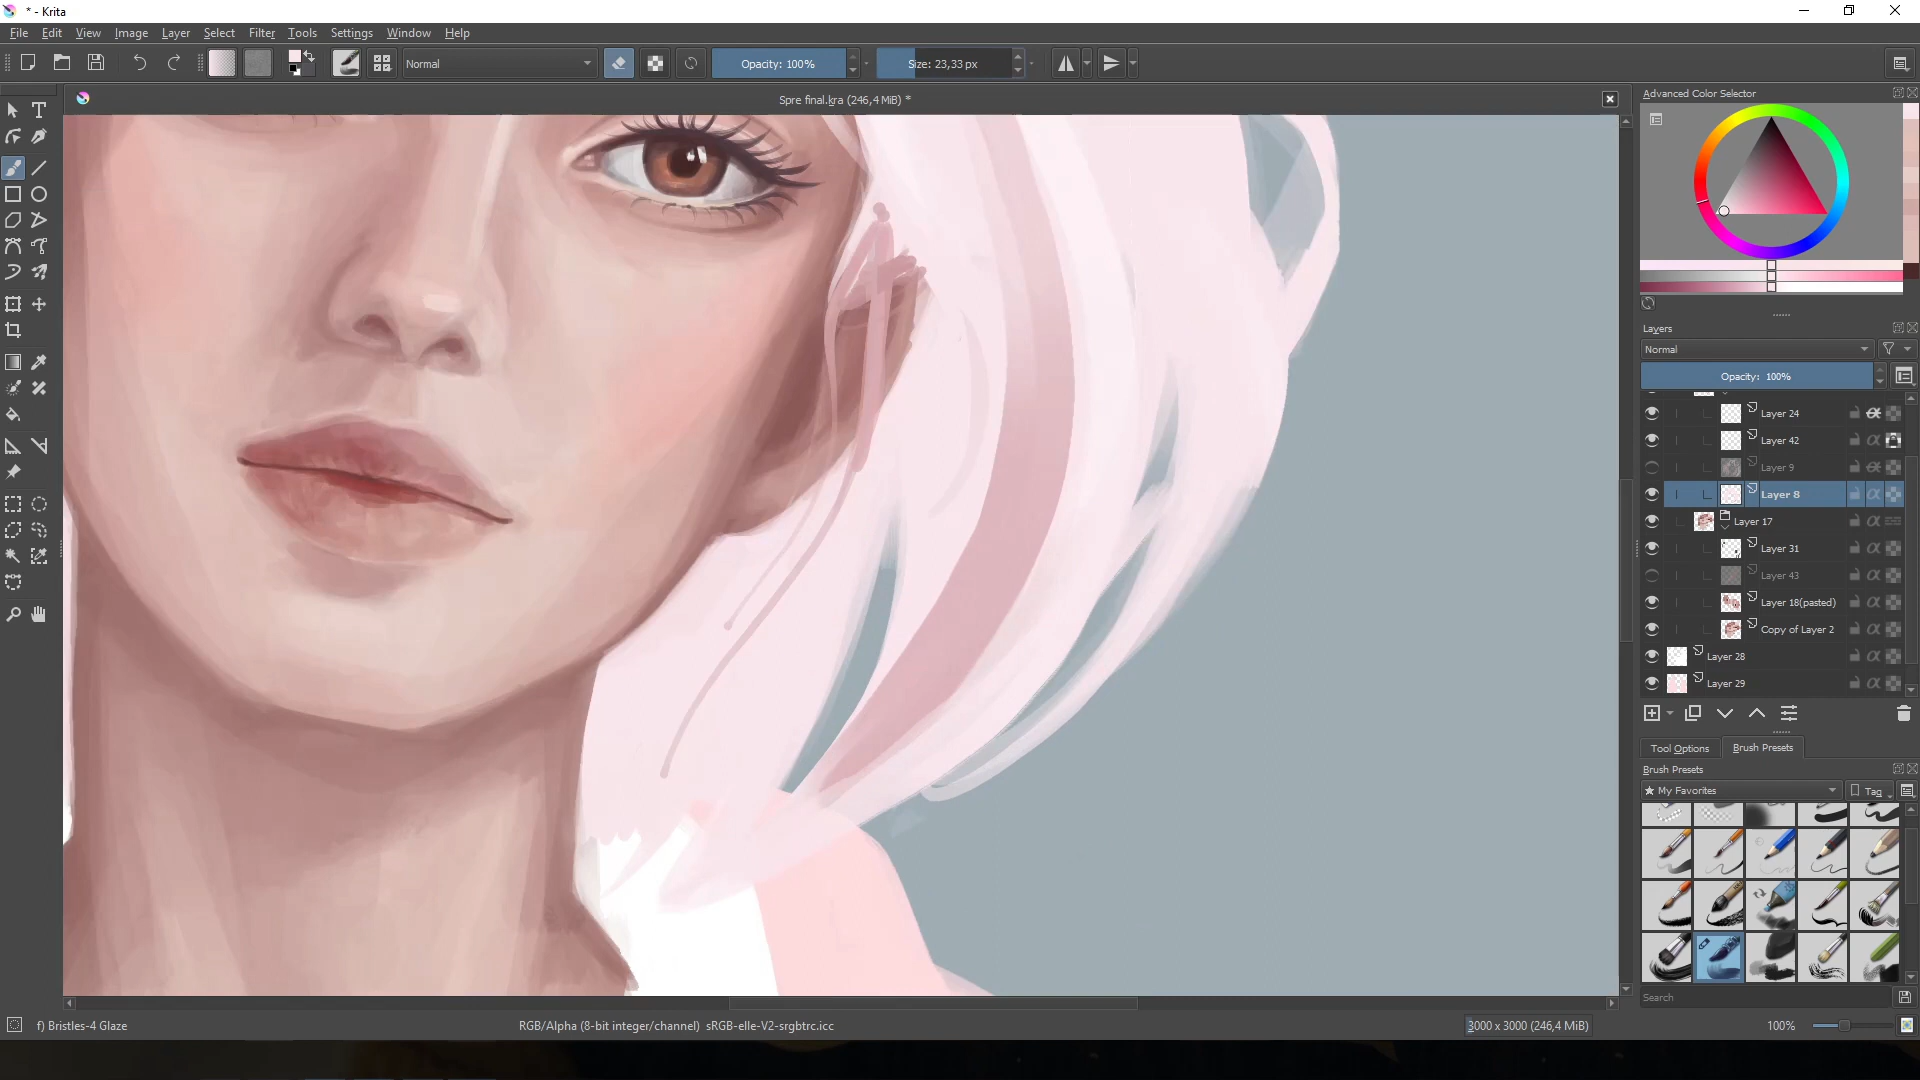 * - Krita
File Edit View Image Layer Select Filter Tools Settings Window Help
Normal Opacity: 100% Size: 23,33 px
Spre final.kra (246,4 MiB) *
Advanced Color Selector
Layers
Normal
Opacity: 100%
Layer 24
Layer 42
Layer 9
Layer 8
Layer 17
Layer 31
Layer 43
Layer 18(pasted)
Copy of Layer 2
Layer 28
Layer 29
Tool Options Brush Presets
Brush Presets
My Favorites Tag
Search
f) Bristles-4 Glaze RGB/Alpha (8-bit integer/channel) sRGB-elle-V2-srgbtrc.icc 3000 x 3000 (246,4 MiB) 100%